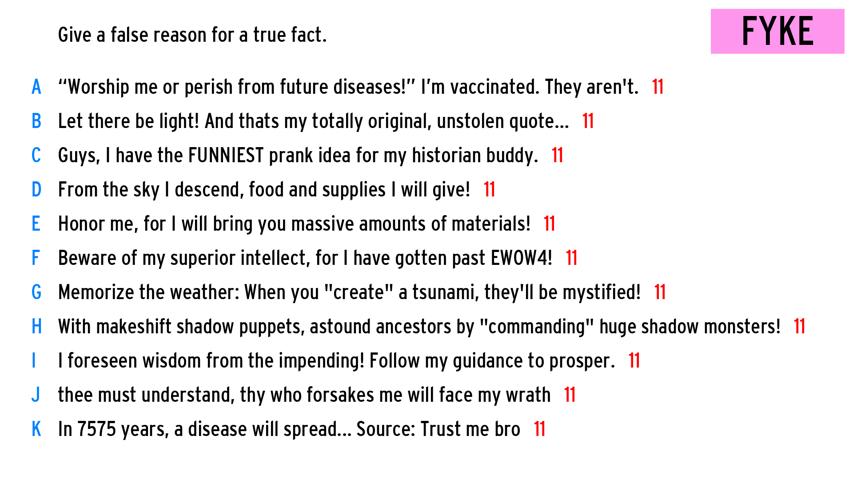 Give a false reason for a true fact.
FYKE
A “Worship me or perish from future diseases!” I’m vaccinated. They aren't. 11
B Let there be light! And thats my totally original, unstolen quote... 11
C Guys, I have the FUNNIEST prank idea for my historian buddy. 11
D From the sky I descend, food and supplies I will give! 11
E Honor me, for I will bring you massive amounts of materials! 11
F Beware of my superior intellect, for I have gotten past EWOW4! 11
G Memorize the weather: When you "create" a tsunami, they'll be mystified! 11
H With makeshift shadow puppets, astound ancestors by "commanding" huge shadow monsters! 11
I I foreseen wisdom from the impending! Follow my guidance to prosper. 11
J thee must understand, thy who forsakes me will face my wrath 11
K In 7575 years, a disease will spread... Source: Trust me bro 11